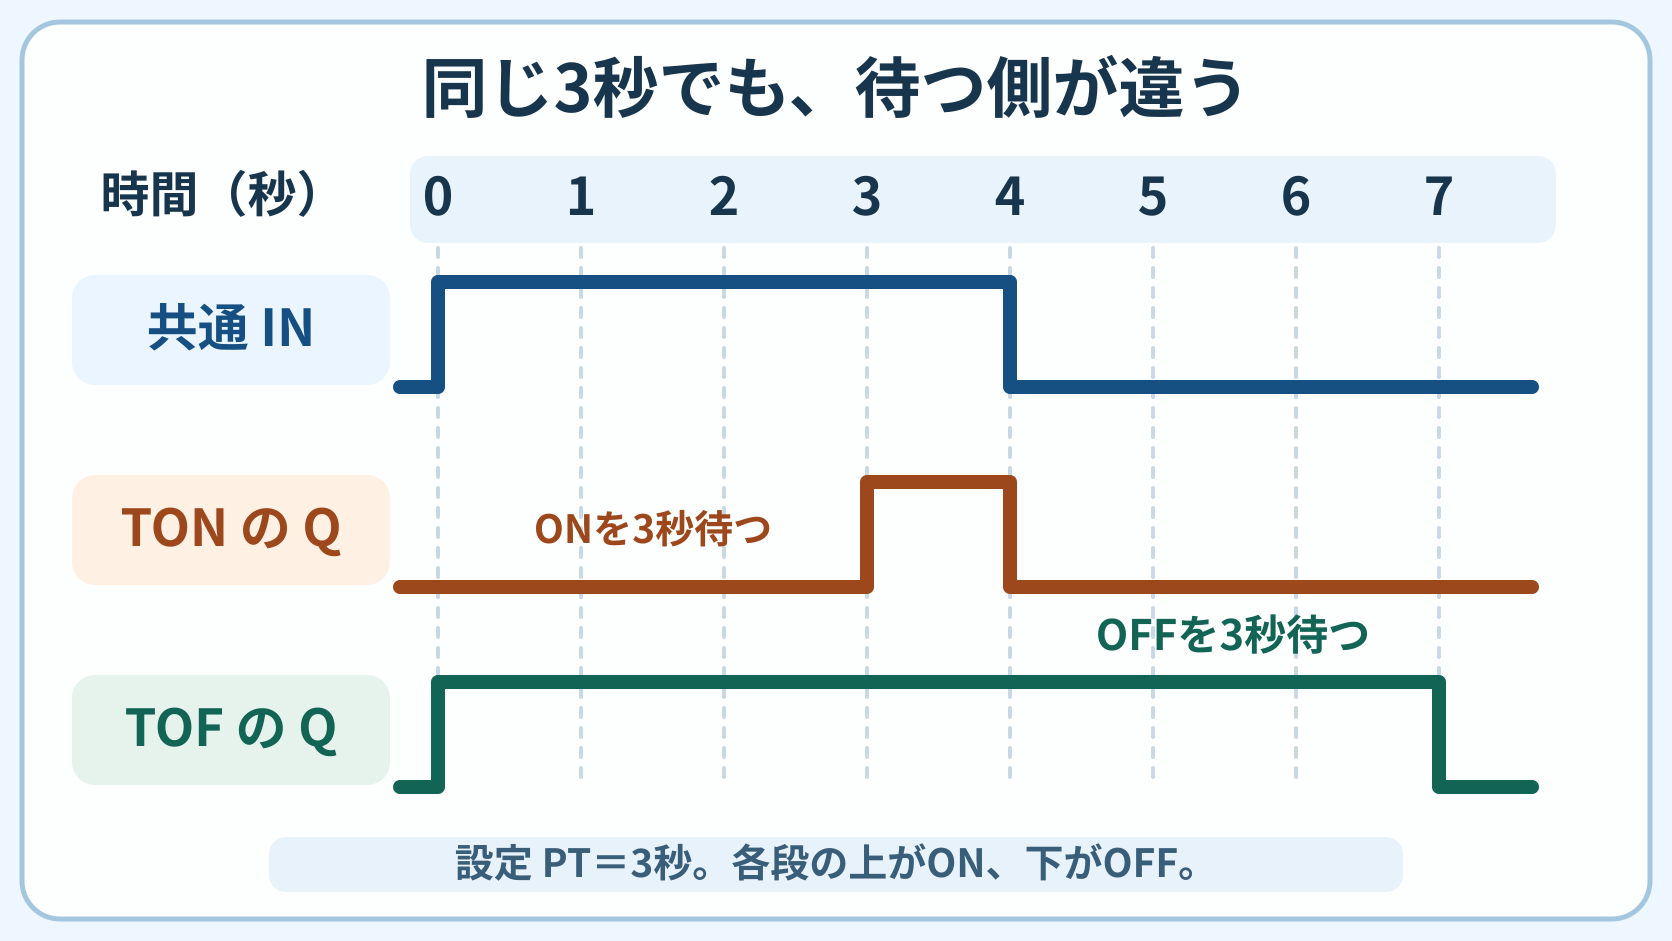 同じ3秒でも、待つ側が違う
時間（秒） 0 1 2 3 4 5 6 7
共通 IN
TON の Q
ONを3秒待つ
OFFを3秒待つ
TOF の Q
設定 PT＝3秒。各段の上がON、下がOFF。